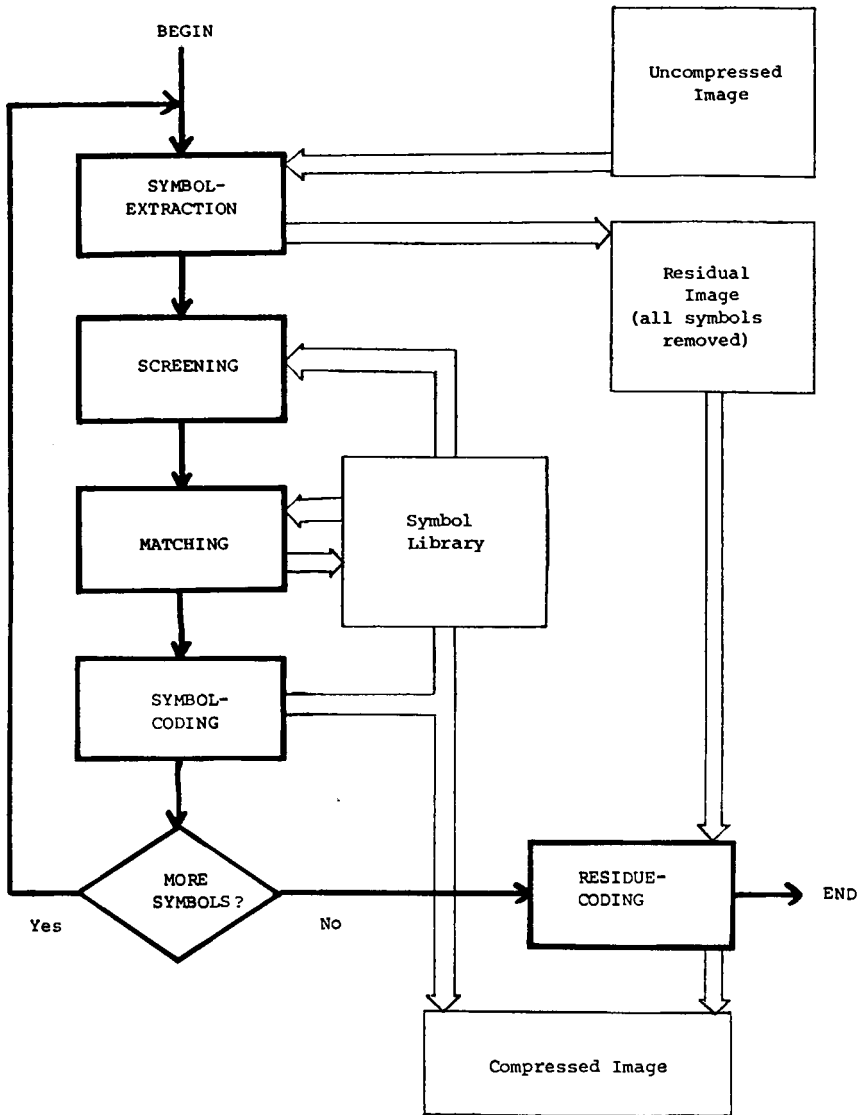 BEGIN
Uncompressed
Image
SYMBOL-
EXTRACTION
Residual
Image
(all symbols
removed)
SCREENING
Symbol
Library
MATCHING
SYMBOL-
CODING
MORE
SYMBOLS?
Yes
No
RESIDUE-
CODING
END
Compressed Image